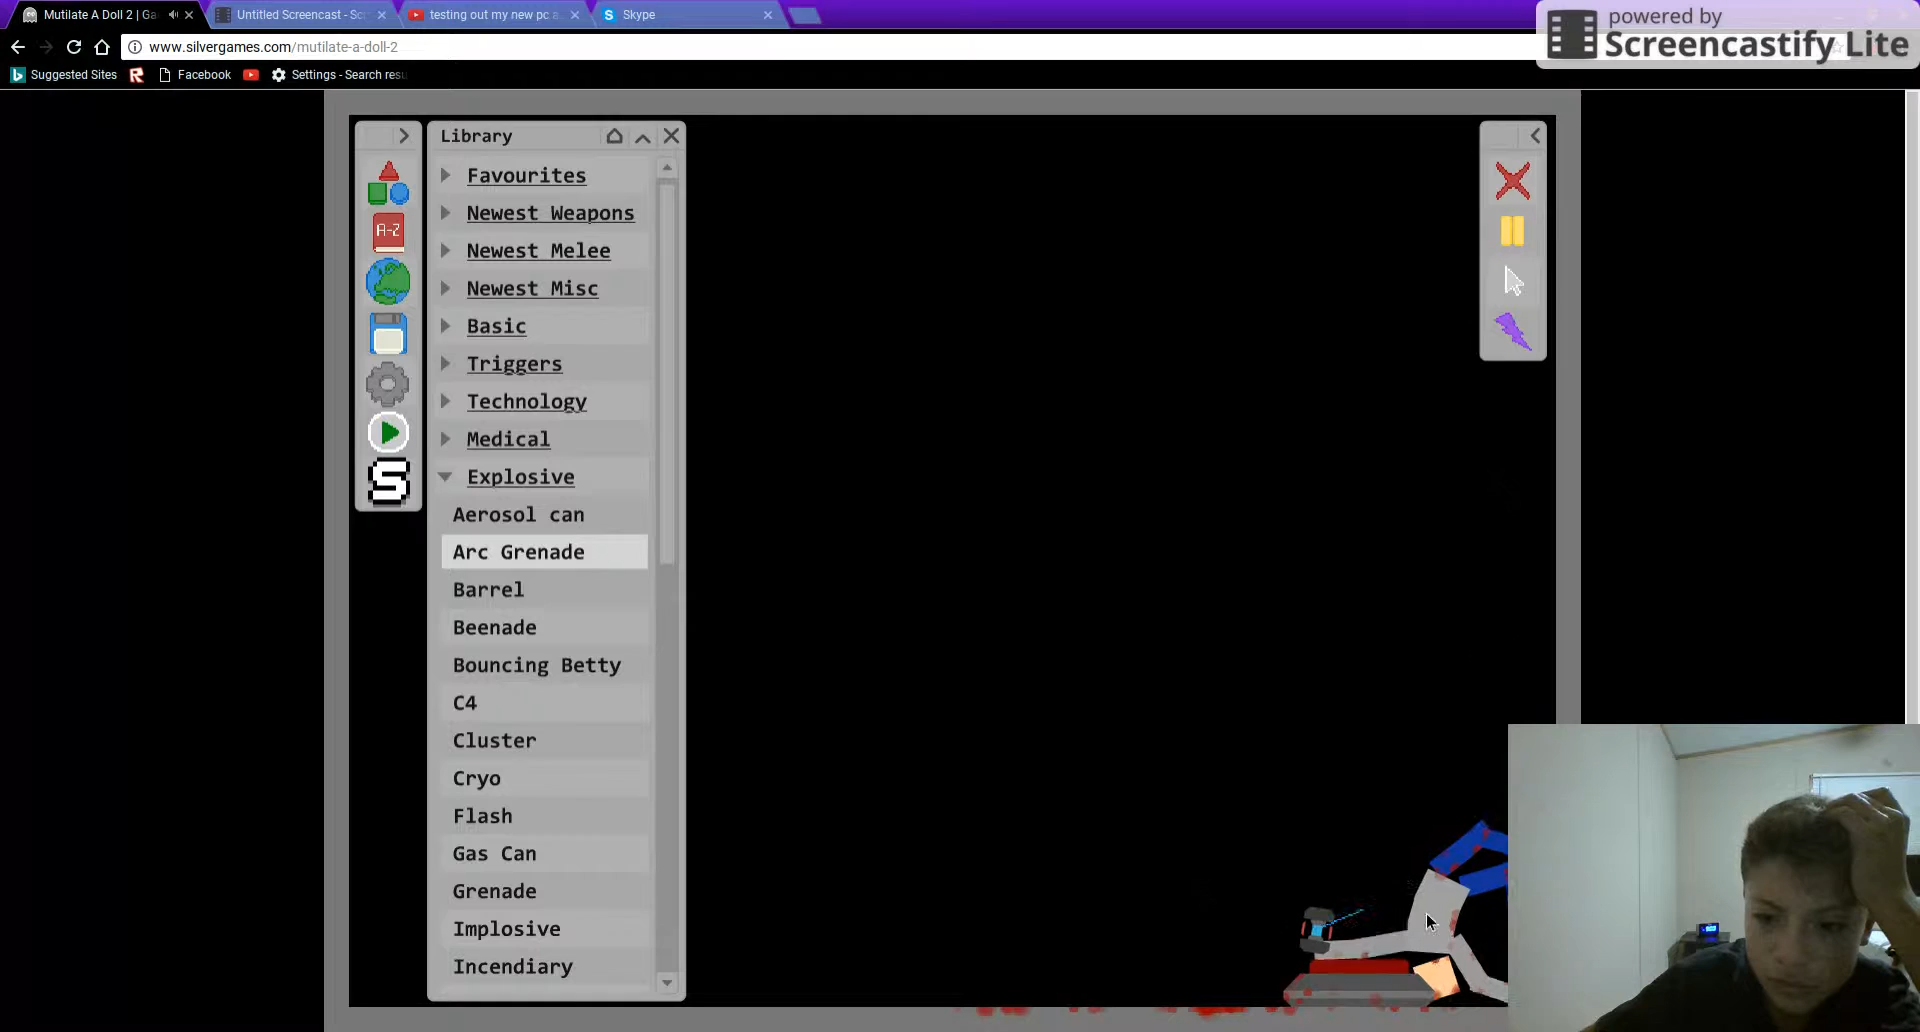 Mutilate A Doll 2 | Ga
Untitled Screencast - Sc
testing out my new pc a
Skype
powered by
Screencastify Lite
www.silvergames.com/mutilate-a-doll-2
Suggested Sites
Facebook
Settings - Search resu
Library
Favourites
Newest Weapons
Newest Melee
Newest Misc
Basic
Triggers
Technology
Medical
Explosive
Aerosol can
Arc Grenade
Barrel
Beenade
Bouncing Betty
C4
Cluster
Cryo
Flash
Gas Can
Grenade
Implosive
Incendiary
A-Z
S